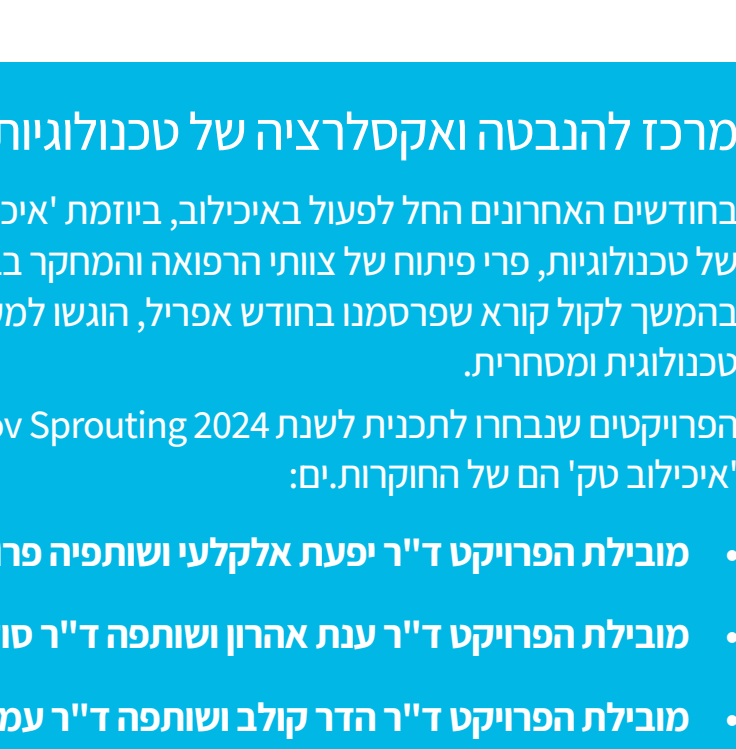 מרכז להנבטה ואקסלרציה של טכנולוגיות
בחודשים האחרונים החל לפעול באיכילוב, ביוזמת 'איכ
של טכנולוגיות, פרי פיתוח של צוותי הרפואה והמחקר ב
בהמשך לקול קורא שפרסמנו בחודש אפריל, הוגשו למ
טכנולוגית ומסחרית.
הפרויקטים שנבחרו לתכנית לשנת 2024 ov Sprouting
'איכילוב טק' הם של החוקרות.ים:
• מובילת הפרויקט ד"ר יפעת אלקלעי ושותפיה פרו
• מובילת הפרויקט ד"ר ענת אהרון ושותפה ד"ר סו
• מובילת הפרויקט ד"ר הדר קולב ושותפה ד"ר עמ